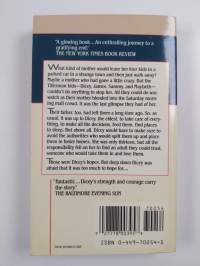 "A glowing book... An enthralling journey to a
gratifying end!"
THE NEW YORK TIMES BOOK REVIEW
What kind of mother would leave her four kids in a
parked car in a strange town and then just walk away?
Maybe a mother who had gone a little crazy. But the
Tillerman kids—Dicey, James, Sammy, and Maybeth—
couldn't do anything to stop her. All they could do was
watch as their mother blended into the Saturday morn-
ing mall crowd. It was the last glimpse they had of her.
Their father, too, had left them a long time ago. So, as
usual, it was up to Dicey, the eldest, to take care of every-
thing, to make all the decisions, feed them, find places
to sleep. But above all, Dicey would have to make sure
to avoid the authorities who would split them up and place
them in foster homes. She was only thirteen; but all the
responsibility fell on her to find an adult they could trust,
someone who would take them in and love them.
Those were Dicey's hopes. But deep down Dicey was
afraid that it was too much to hope for....
"Fantastic...Dicey's strength and courage carry
the story."
THE BALTIMORE EVENING SUN
70254
ISBN 0-449-70254-5